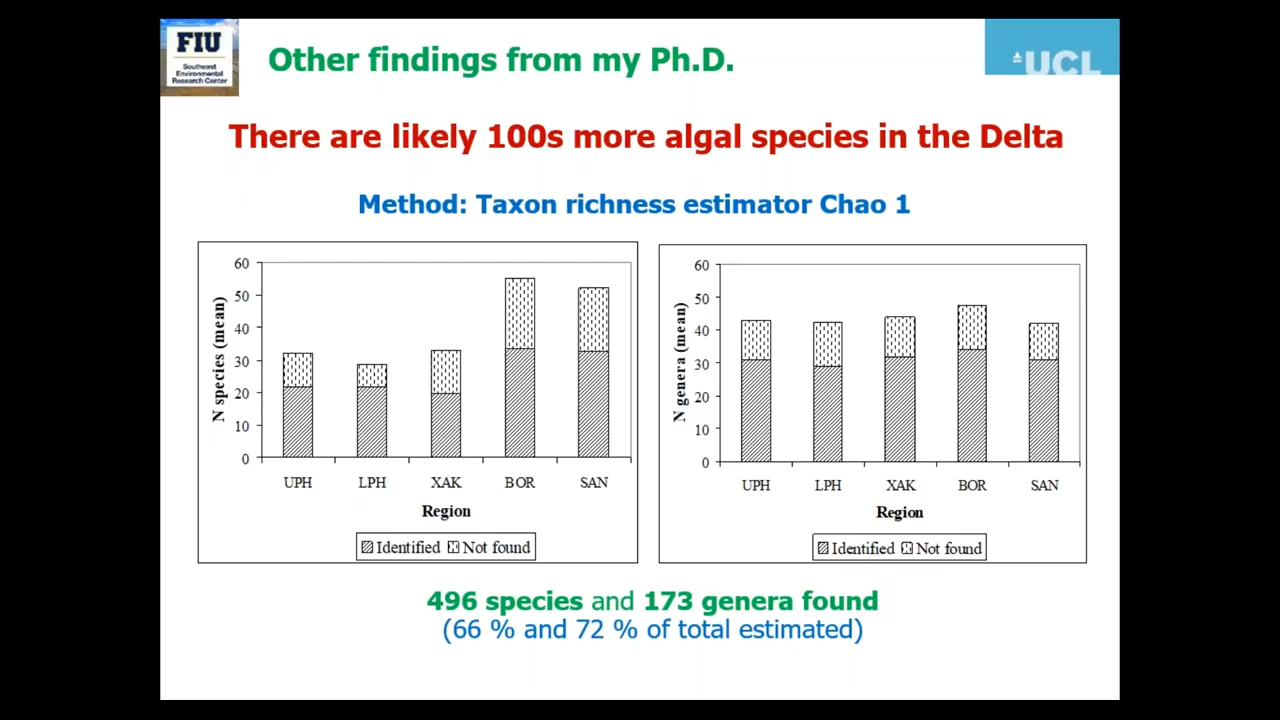 FIU
Southeast
Environmental
Research Center
Other findings from my Ph.D.
UCL
There are likely 100s more algal species in the Delta
Method: Taxon richness estimator Chao 1
60
50
40
30
20
10
0
N species (mean)
UPH LPH XAK BOR SAN
Region
Identified Not found
60
50
40
30
20
10
0
N genera (mean)
UPH LPH XAK BOR SAN
Region
Identified Not found
496 species and 173 genera found
(66 % and 72 % of total estimated)